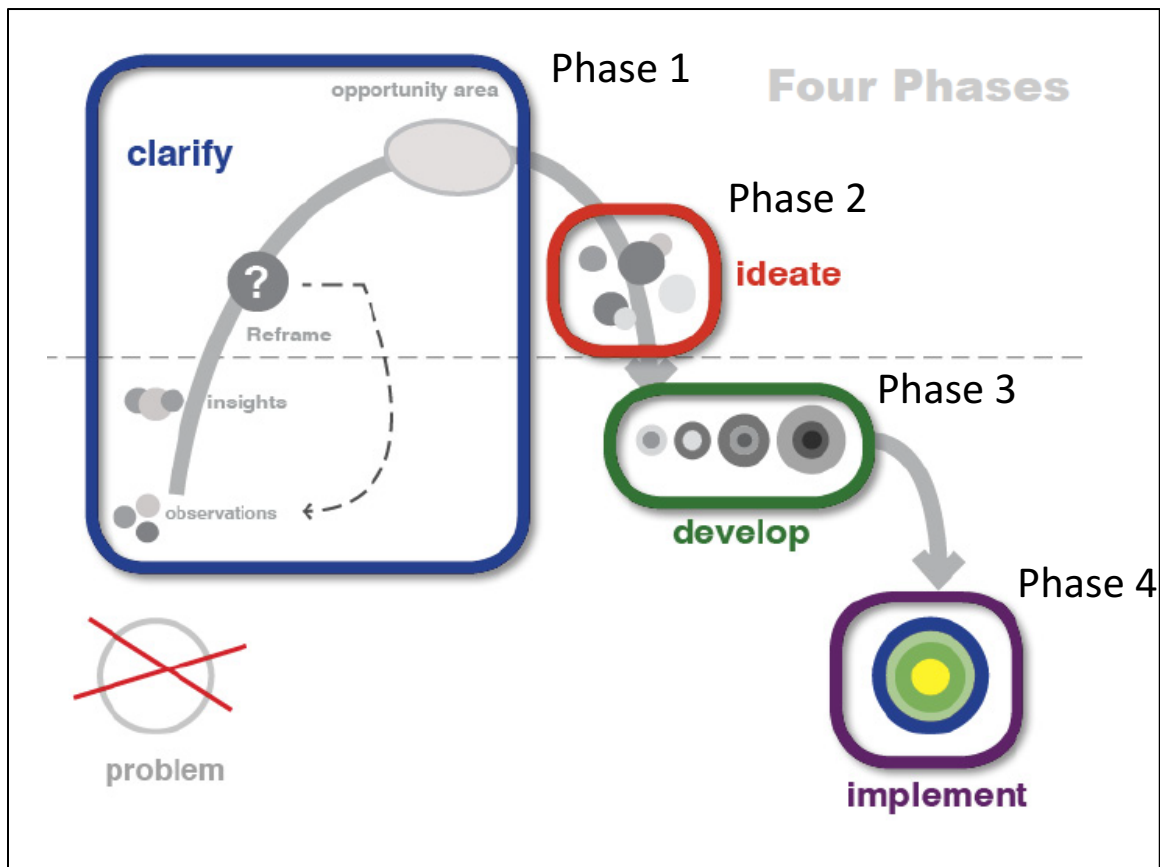 Phase 1
Four Phases
opportunity area
clarify
Phase 2
ideate
?
Reframe
Phase 3
insights
observations
develop
Phase 4
problem
implement